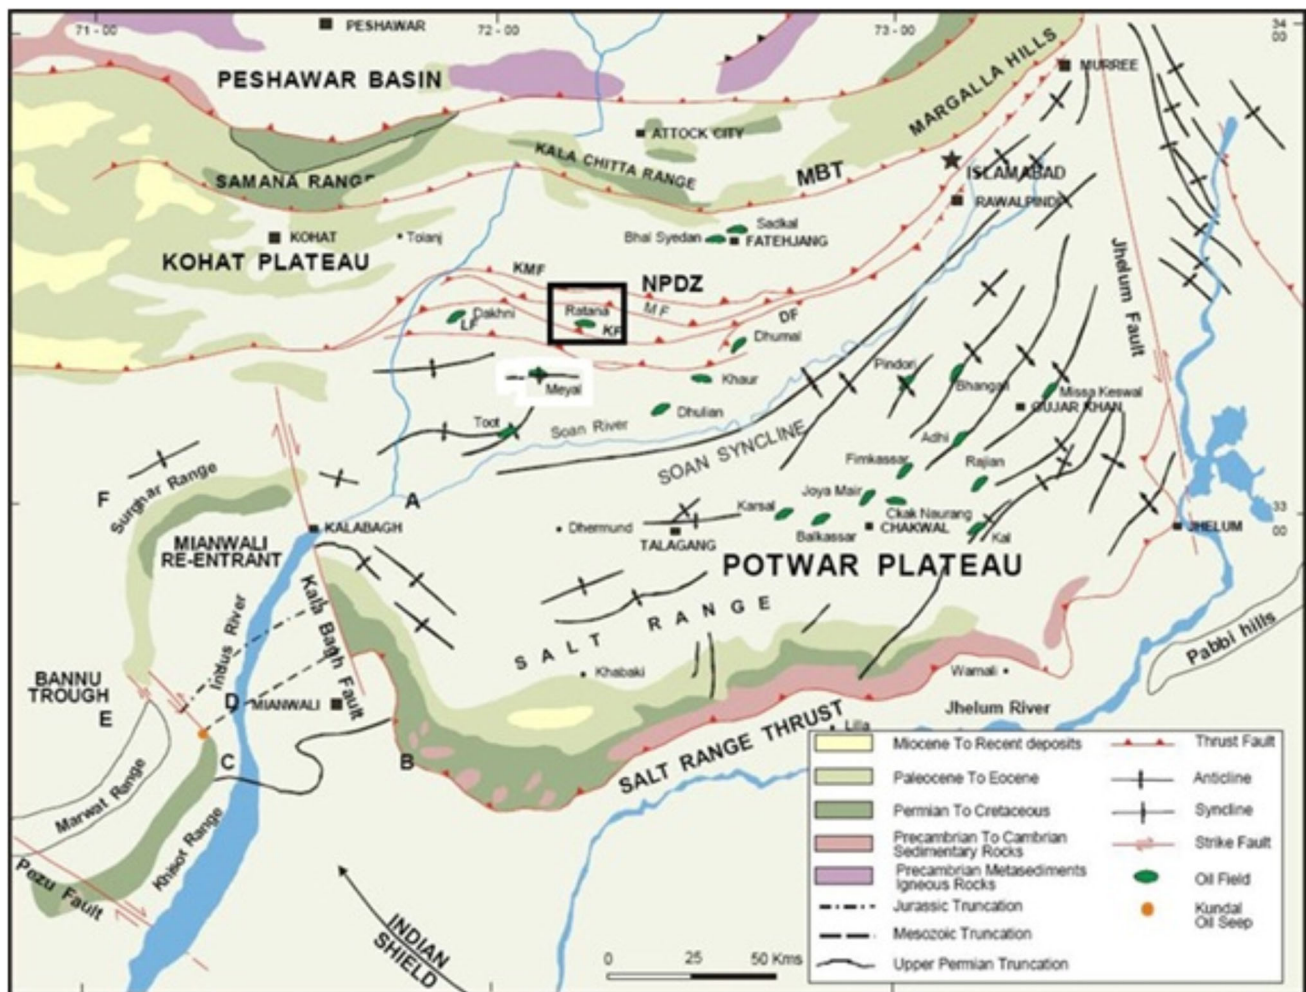 71 - 00
72 - 00
73 - 00
34
00
PESHAWAR
PESHAWAR BASIN
MURREE
MARGALLA HILLS
ATTOCK CITY
KALA CHITTA RANGE
MBT
ISLAMABAD
RAWALPINDI
SAMANA RANGE
KOHAT
Tolanj
KOHAT PLATEAU
Sadkal
Bhal Syedan
FATEHJANG
KMF
NPDZ
Jhelum Fault
Ratana
MF
DF
Dakhni
LF
KF
Dhumal
Meyal
Khaur
Pindori
Bhangali
Missa Keswal
GUJAR KHAN
Dhulian
Toot
Soan River
SOAN SYNCLINE
Adhi
Fimkassar
Rajian
Surghar Range
F
A
Joya Mair
Karsal
Ckak Naurang
KALABAGH
Dhermund
CHAKWAL
JHELUM
33
00
MIANWALI
RE-ENTRANT
TALAGANG
Balkassar
Kal
POTWAR PLATEAU
Kala Bagh Fault
SALT RANGE
Indus River
Khabaki
Warnali
Pabbi hills
BANNU
TROUGH
E
D
MIANWALI
C
B
SALT RANGE THRUST
Lilla
Jhelum River
Marwat Range
Khisot Range
Pezu Fault
INDIAN
SHIELD
0 25 50 Kms
Miocene To Recent deposits
Paleocene To Eocene
Permian To Cretaceous
Precambrian To Cambrian
Sedimentary Rocks
Precambrian Metasediments
Igneous Rocks
Jurassic Truncation
Mesozoic Truncation
Upper Permian Truncation
Thrust Fault
Anticline
Syncline
Strike Fault
Oil Field
Kundal
Oil Seep